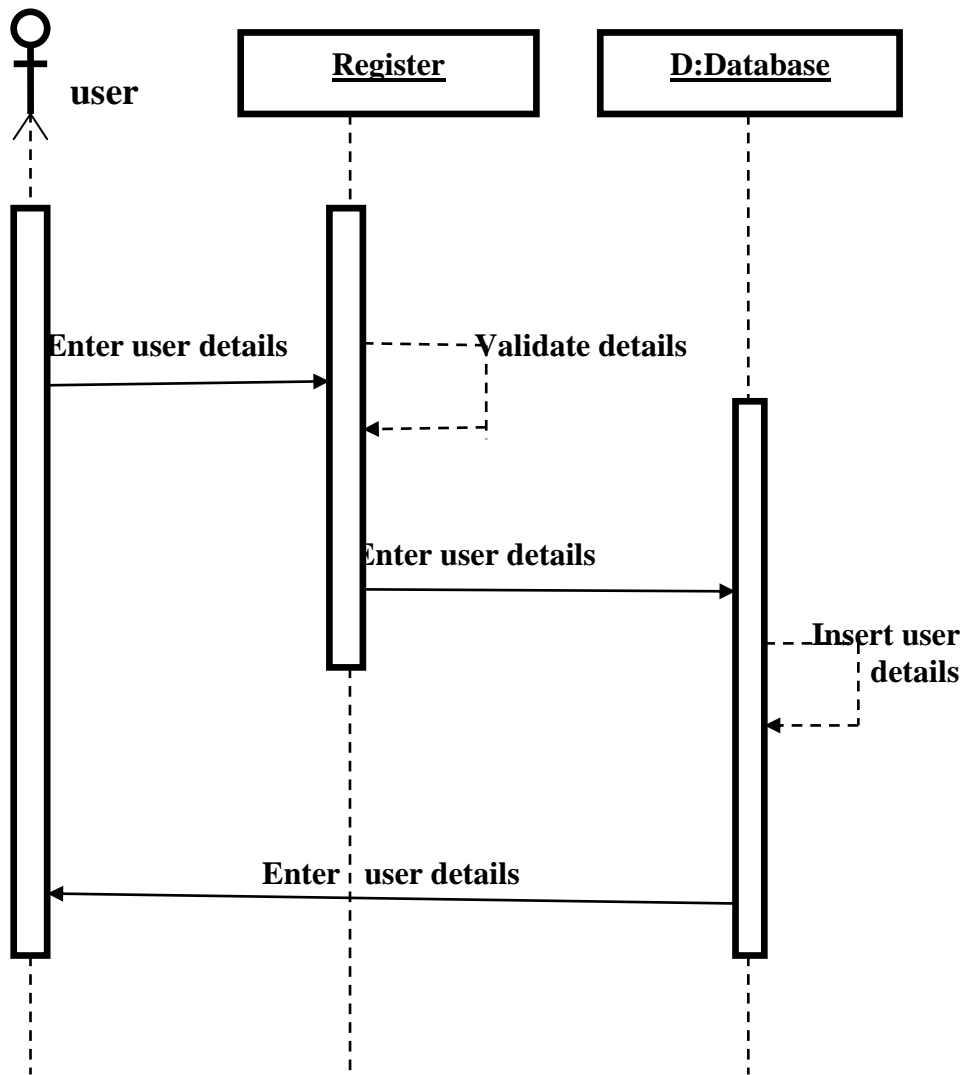 user
Register
D:Database
Enter user details
Validate details
Enter user details
Insert user
details
Enter user details